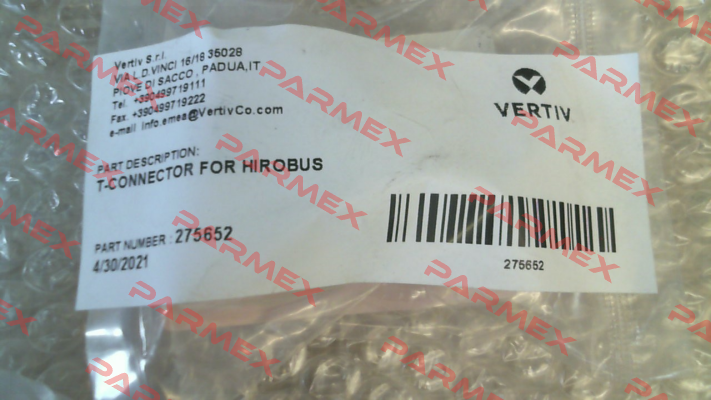 Vertiv S.r.l.
VIA L.D.VINCI 16/18 35028
PIOVE DI SACCO, PADUA,IT
Tel. +390499719111
Fax. +390499719222
e-mail. info.emea@VertivCo.com
VERTIV
PART DESCRIPTION:
T-CONNECTOR FOR HIROBUS
PART NUMBER : 275652
4/30/2021
275652
PARMEX